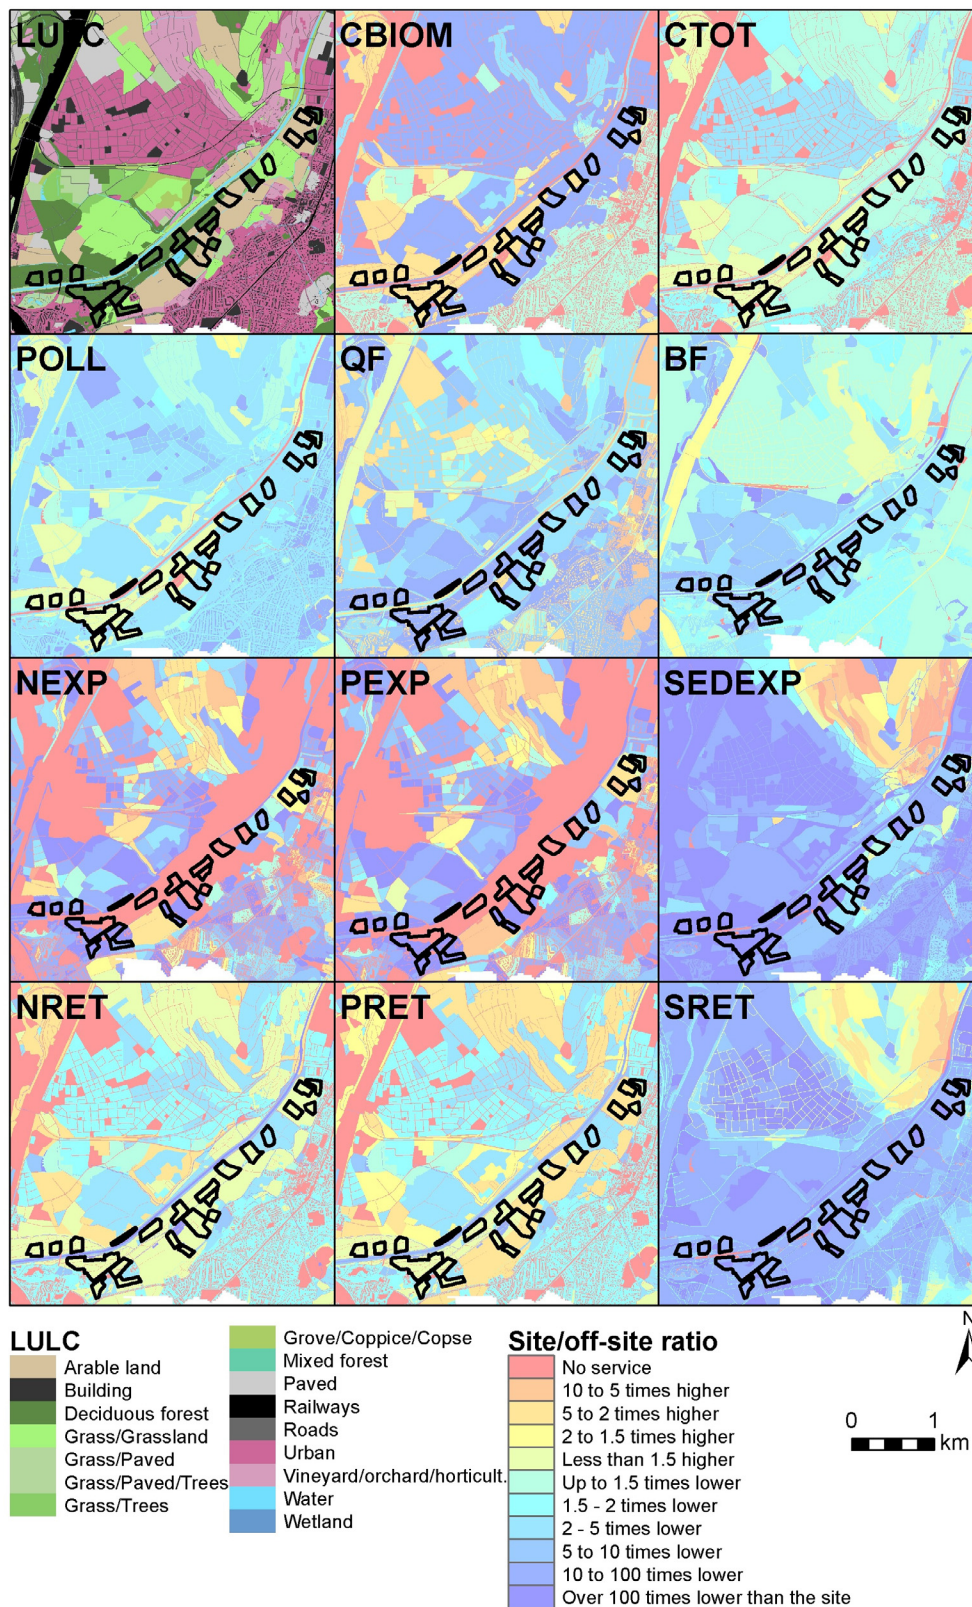 LULC CBIOM CTOT
POLL QF BF
NEXP PEXP SEDEXP
NRET PRET SRET
LULC
Arable land
Building
Deciduous forest
Grass/Grassland
Grass/Paved
Grass/Paved/Trees
Grass/Trees
Grove/Coppice/Copse
Mixed forest
Paved
Railways
Roads
Urban
Vineyard/orchard/horticult.
Water
Wetland
Site/off-site ratio
No service
10 to 5 times higher
5 to 2 times higher
2 to 1.5 times higher
Less than 1.5 higher
Up to 1.5 times lower
1.5 - 2 times lower
2 - 5 times lower
5 to 10 times lower
10 to 100 times lower
Over 100 times lower than the site
N
0 1
km